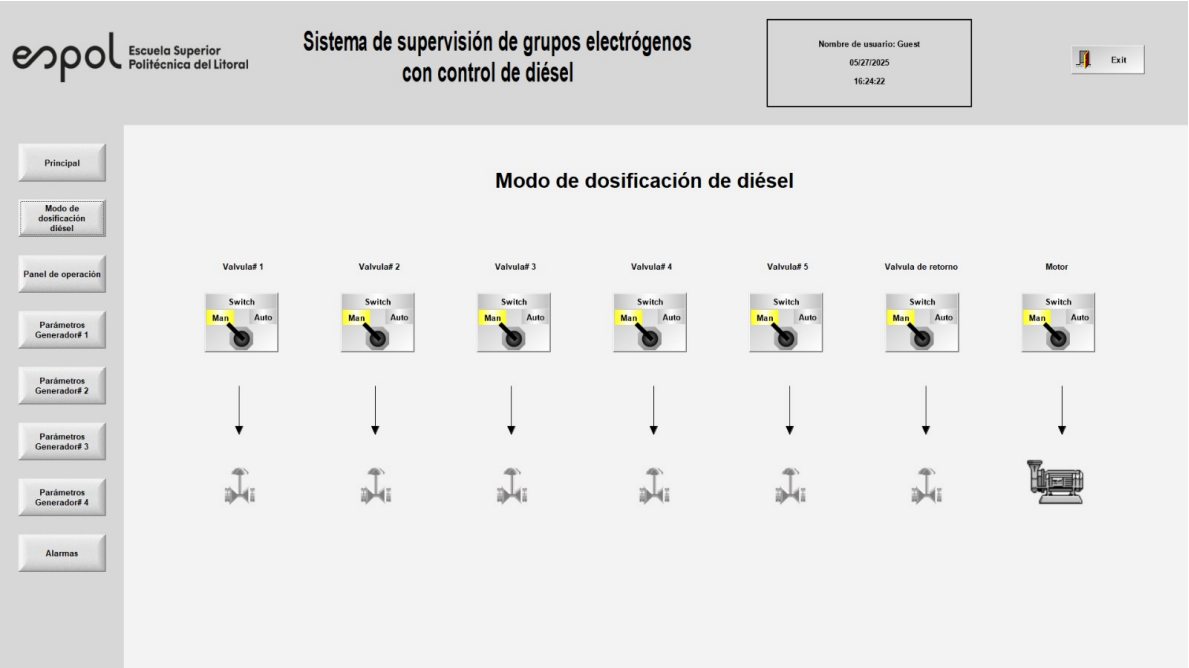 espol
Escuela Superior
Politécnica del Litoral
Sistema de supervisión de grupos electrógenos
con control de diésel
Nombre de usuario: Guest
05/27/2025
16:24:22
Exit
Principal
Modo de
dosificación
diésel
Panel de operación
Parámetros
Generador# 1
Parámetros
Generador# 2
Parámetros
Generador# 3
Parámetros
Generador# 4
Alarmas
Modo de dosificación de diésel
Valvula# 1 Valvula# 2 Valvula# 3 Valvula# 4 Valvula# 5 Valvula de retorno Motor
Switch Switch Switch Switch Switch Switch Switch
Man Auto Man Auto Man Auto Man Auto Man Auto Man Auto Man Auto